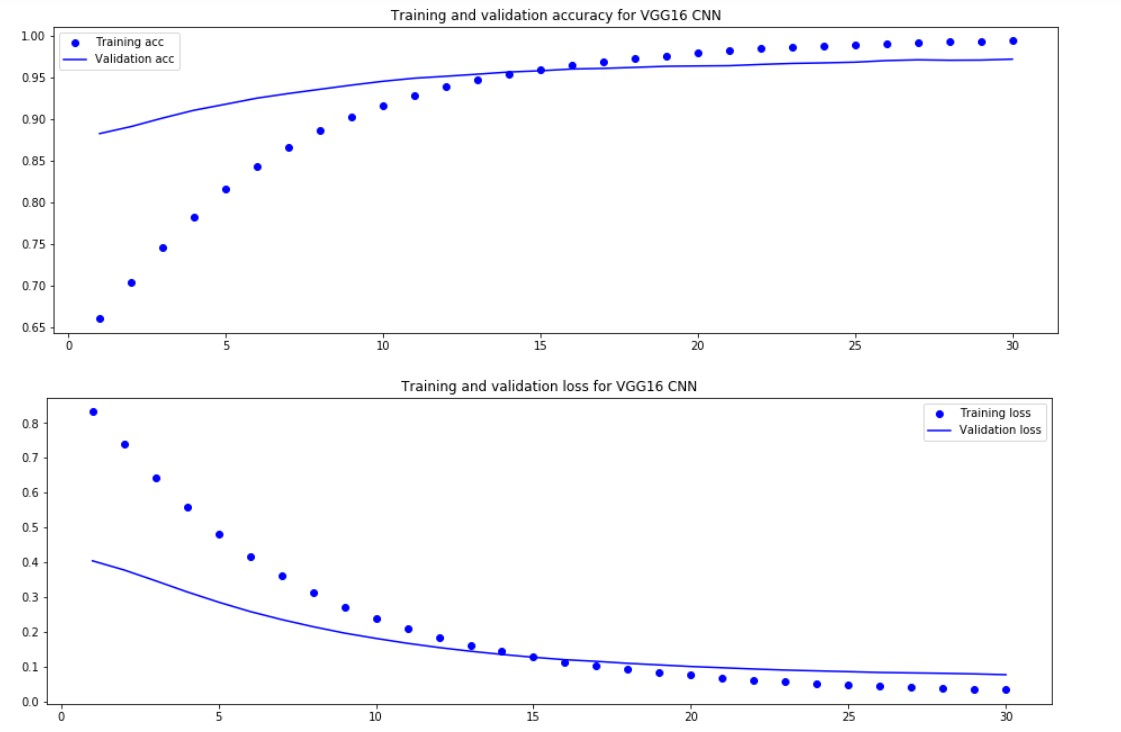 Training and validation accuracy for VGG16 CNN
1.00
0.95
0.90
0.85
0.80
0.75
0.70
0.65
Training acc
Validation acc
0 5 10 15 20 25 30
Training and validation loss for VGG16 CNN
0.8
0.7
0.6
0.5
0.4
0.3
0.2
0.1
0.0
Training loss
Validation loss
0 5 10 15 20 25 30